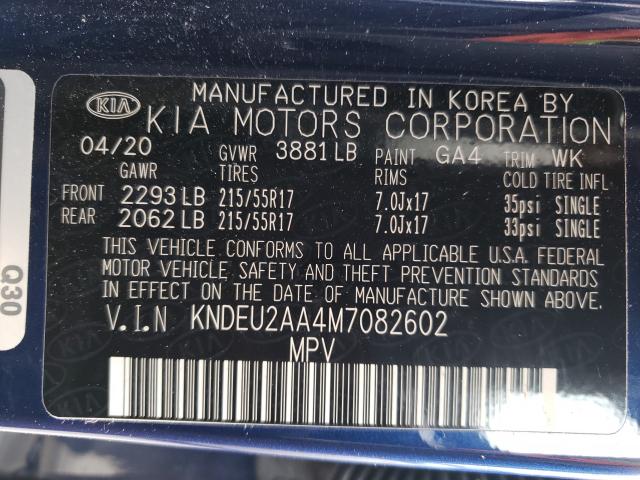 MANUFACTURED IN KOREA BY
KIA KIA MOTORS CORPORATION
04/20 GVWR 3881 LB PAINT GA4 TRIM WK
GAWR TIRES RIMS COLD TIRE INFL
FRONT 2293 LB 215/55R17 7.0Jx17 35psi SINGLE
REAR 2062 LB 215/55R17 7.0Jx17 33psi SINGLE
THIS VEHICLE CONFORMS TO ALL APPLICABLE U.S.A. FEDERAL
MOTOR VEHICLE SAFETY AND THEFT PREVENTION STANDARDS
IN EFFECT ON THE DATE OF MANUFACTURE SHOWN ABOVE.
V.I.N KNDEU2AA4M7082602
MPV
Q30